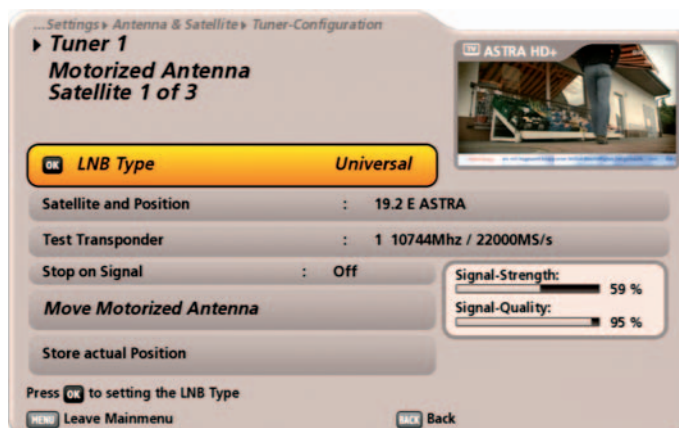 ...Settings▸ Antenna & Satellite▸ Tuner-Configuration
▸ Tuner 1
Motorized Antenna
Satellite 1 of 3
TV ASTRA HD+
OK LNB Type Universal
Satellite and Position : 19.2 E ASTRA
Test Transponder : 1 10744Mhz / 22000MS/s
Stop on Signal : Off
Signal-Strength:
59 %
Move Motorized Antenna
Signal-Quality:
95 %
Store actual Position
Press OK to setting the LNB Type
MENU Leave Mainmenu BACK Back